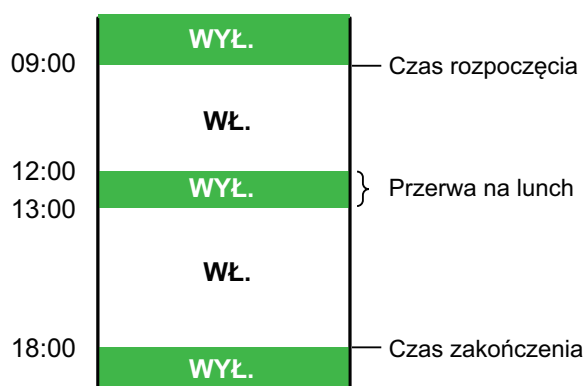 WYŁ.
09:00
Czas rozpoczęcia
WŁ.
12:00
WYŁ.
Przerwa na lunch
13:00
WŁ.
18:00
Czas zakończenia
WYŁ.